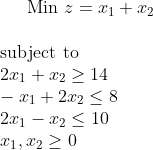 Min z = x₁ + x₂
subject to
2x₁ + x₂ ≥ 14
− x₁ + 2x₂ ≤ 8
2x₁ − x₂ ≤ 10
x₁, x₂ ≥ 0